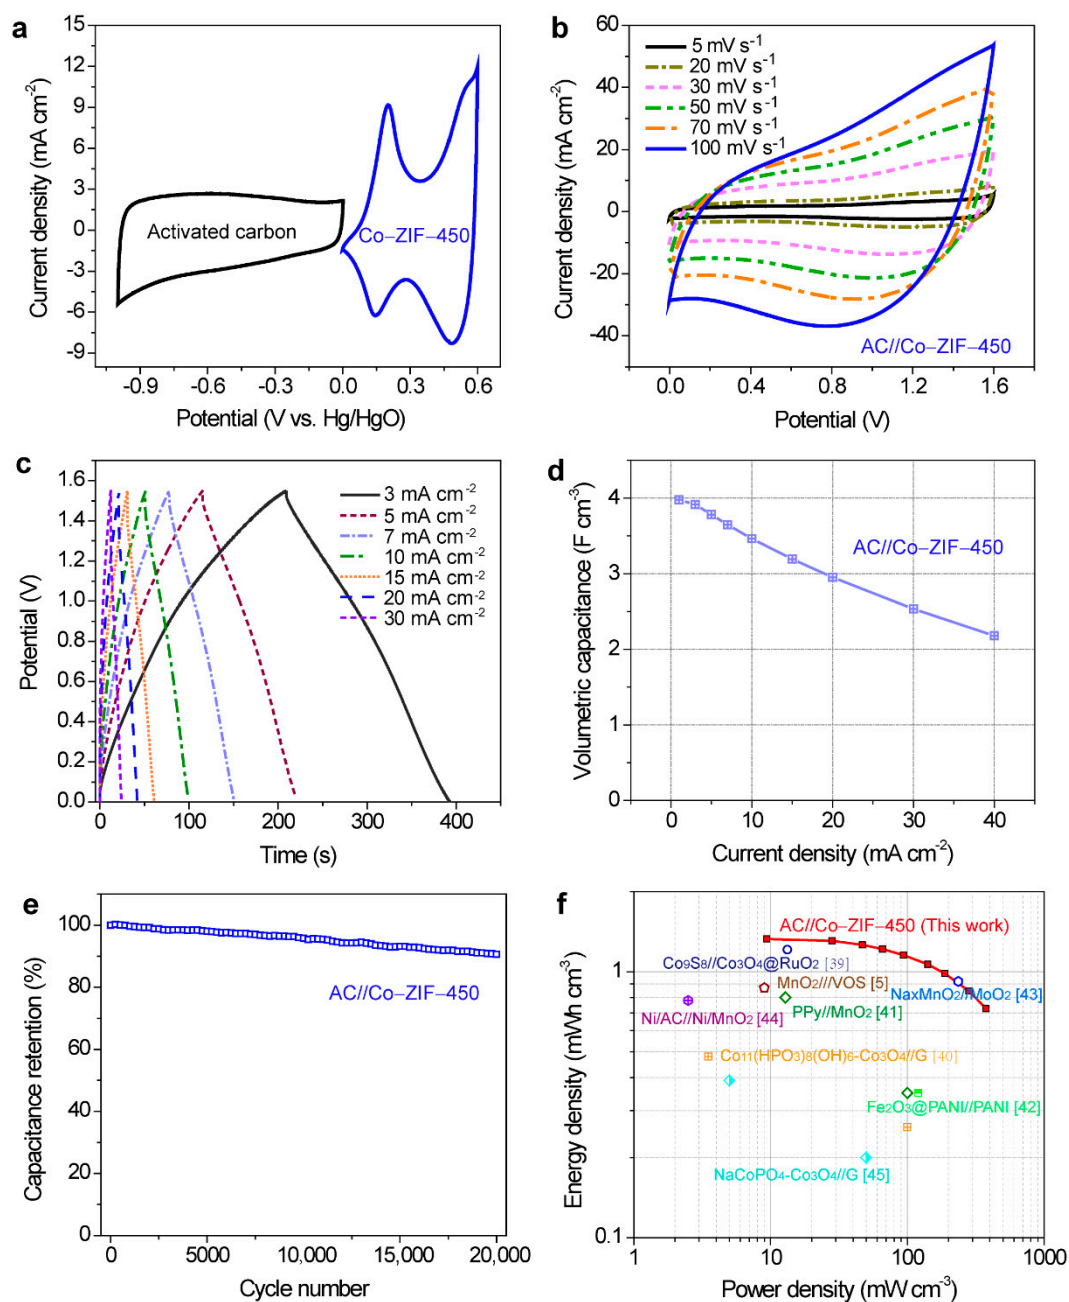 a
15
12
9
6
3
0
-3
-6
-9
-0.9
-0.6
-0.3
0.0
0.3
0.6
Current density (mA cm⁻²)
Potential (V vs. Hg/HgO)
Activated carbon
Co–ZIF–450
b
60
40
20
0
-20
-40
0.0
0.4
0.8
1.2
1.6
Current density (mA cm⁻²)
Potential (V)
5 mV s⁻¹
20 mV s⁻¹
30 mV s⁻¹
50 mV s⁻¹
70 mV s⁻¹
100 mV s⁻¹
AC//Co–ZIF–450
c
1.6
1.4
1.2
1.0
0.8
0.6
0.4
0.2
0.0
0
100
200
300
400
Potential (V)
Time (s)
3 mA cm⁻²
5 mA cm⁻²
7 mA cm⁻²
10 mA cm⁻²
15 mA cm⁻²
20 mA cm⁻²
30 mA cm⁻²
d
4
3
2
1
0
0
10
20
30
40
Volumetric capacitance (F cm⁻³)
Current density (mA cm⁻²)
AC//Co–ZIF–450
e
100
80
60
40
20
0
0
5000
10,000
15,000
20,000
Capacitance retention (%)
Cycle number
AC//Co–ZIF–450
f
1
0.1
1
10
100
1000
Energy density (mWh cm⁻³)
Power density (mW cm⁻³)
AC//Co–ZIF–450 (This work)
Co₉S₈//Co₃O₄@RuO₂ [39]
MnO₂///VOS [5]
NaxMnO₂//MoO₂ [43]
Ni/AC//Ni/MnO₂ [44]
PPy//MnO₂ [41]
Co₁₁(HPO₃)₈(OH)₆-Co₃O₄//G [40]
Fe₂O₃@PANI//PANI [42]
NaCoPO₄-Co₃O₄//G [45]